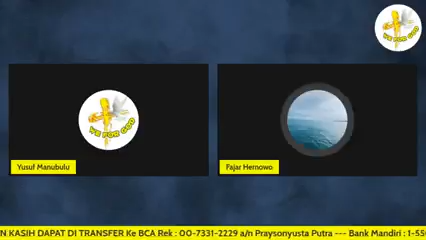 WE FOR GOD
WE FOR GOD
Yusuf Manubulu
Fajar Hernowo
N KASIH DAPAT DI TRANSFER Ke BCA Rek : 00-7331-2229 a/n Praysonyusta Putra --- Bank Mandiri : 1-55